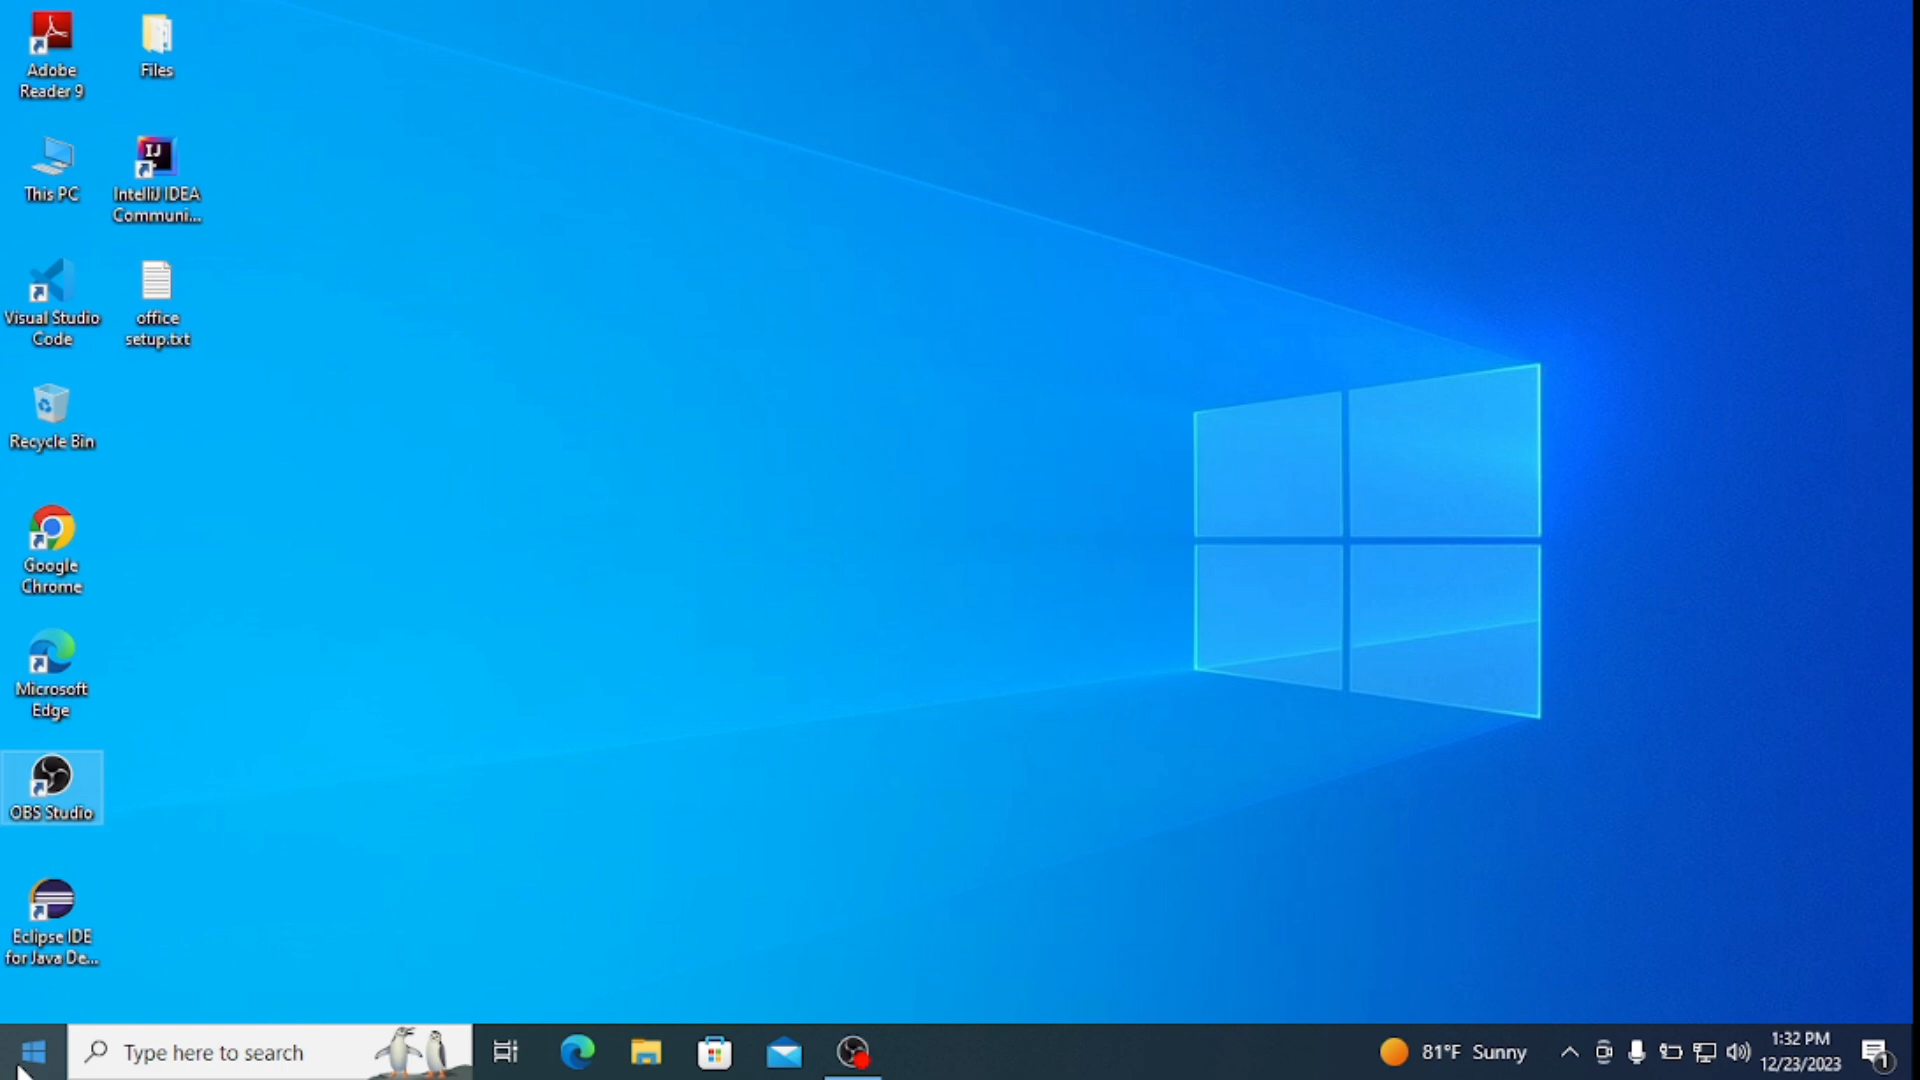 Adobe
Reader 9
Files
This PC
IJ
IntelliJ IDEA
Communi...
Visual Studio
Code
office
setup.txt
Recycle Bin
Google
Chrome
Microsoft
Edge
OBS Studio
Eclipse IDE
for Java De...
Type here to search
81°F Sunny
1:32 PM
12/23/2023
1